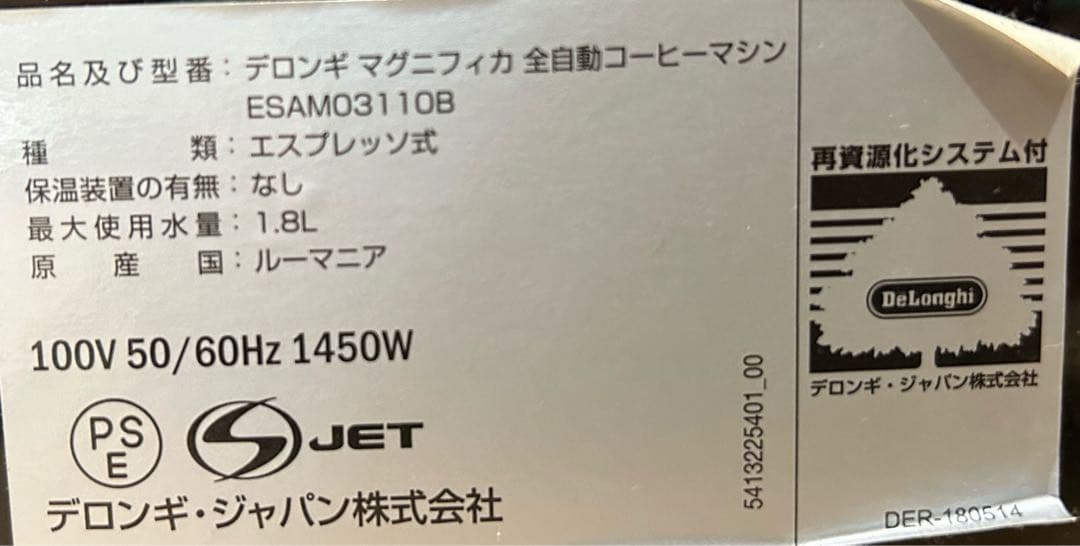 品名及び型番：デロンギ マグニフィカ 全自動コーヒーマシン
ESAM03110B
種類：エスプレッソ式
保温装置の有無：なし
最大使用水量：1.8L
原産国：ルーマニア
100V 50/60Hz 1450W
PSE
JET
デロンギ・ジャパン株式会社
5413225401_00
再資源化システム付
DeLonghi
デロンギ・ジャパン株式会社
DER-180514